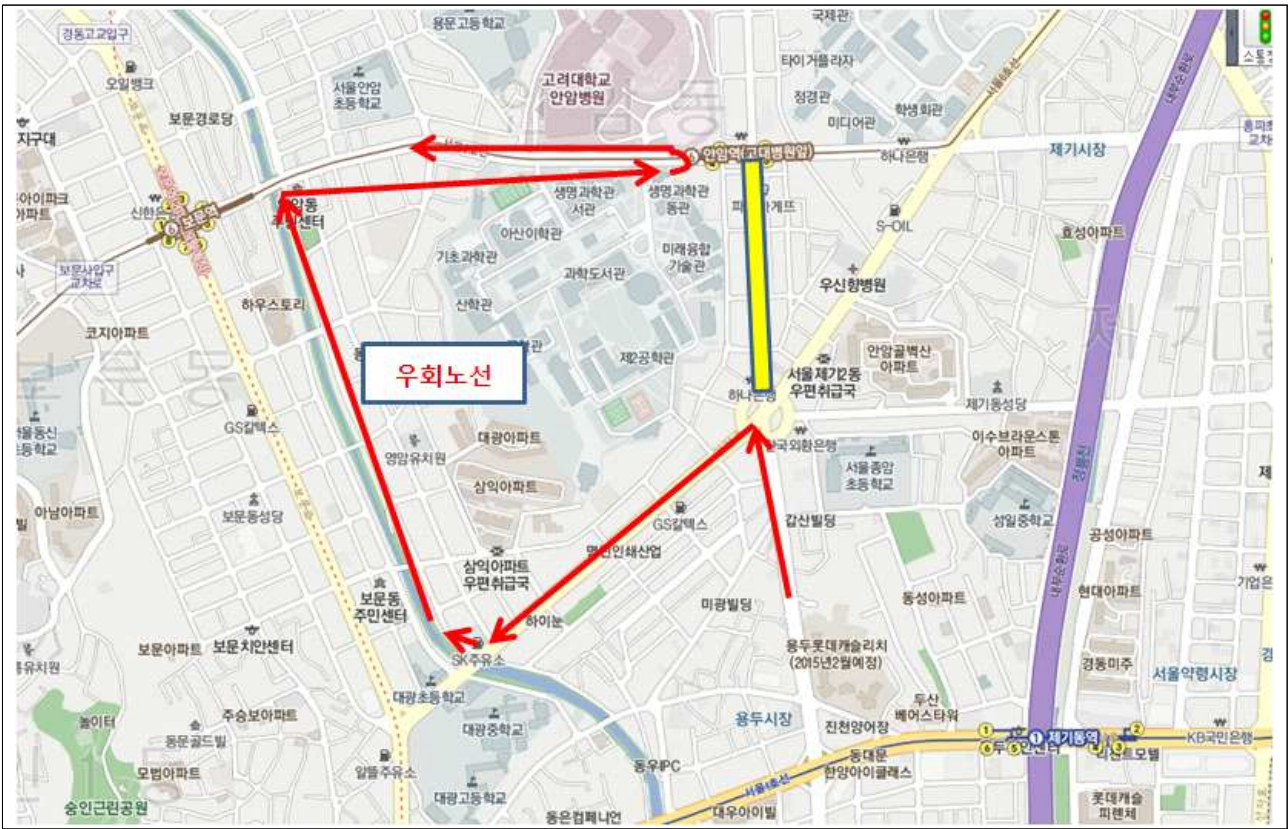 용문고등학교
국제관
경동고교입구
소통정
타이거플라자
고려대학교
안암병원
오일뱅크
서울안암
초등학교
정경관
학생회관
미디어관
보문경로당
지구대
안암역(고대병원앞)
하나은행
제기시장
생명과학관
서관
생명과학관
동관
주민센터
신한은
보문역
아파트
S-OIL
효성아파트
아산이학관
기초과학관
미래융합
기술관
과학도서관
우신향병원
보문사입구
교차로
하우스토리
산학관
코지아파트
제2공학관
안암골벽산
아파트
우회노선
서울제기2동
우편취급국
하나은행
제기동성당
GS칼텍스
대광아파트
한국외환은행
이수브라운스톤
아파트
영암유치원
서울종암
초등학교
삼익아파트
정릉천
보문동성당
아남아파트
GS칼텍스
갑산빌딩
성일중학교
공성아파트
삼익아파트
우편취급국
내부순환로
보문동
주민센터
미광빌딩
동성아파트
현대아파트
하이눈
보문아파트
보문치안센터
SK주유소
용두롯데캐슬리치
(2015년2월예정)
경동미주
서울약령시장
대광초등학교
놀이터
주승보아파트
두산
베어스타워
대광중학교
용두시장
진천양어장
동문골드빌
제기동역
KB국민은행
모범아파트
알뜰주유소
동우IPC
동대문
한양아이클래스
서울1호선
숭인근린공원
대광고등학교
동은컴페니언
대우아이빌
롯데캐슬
피렌체